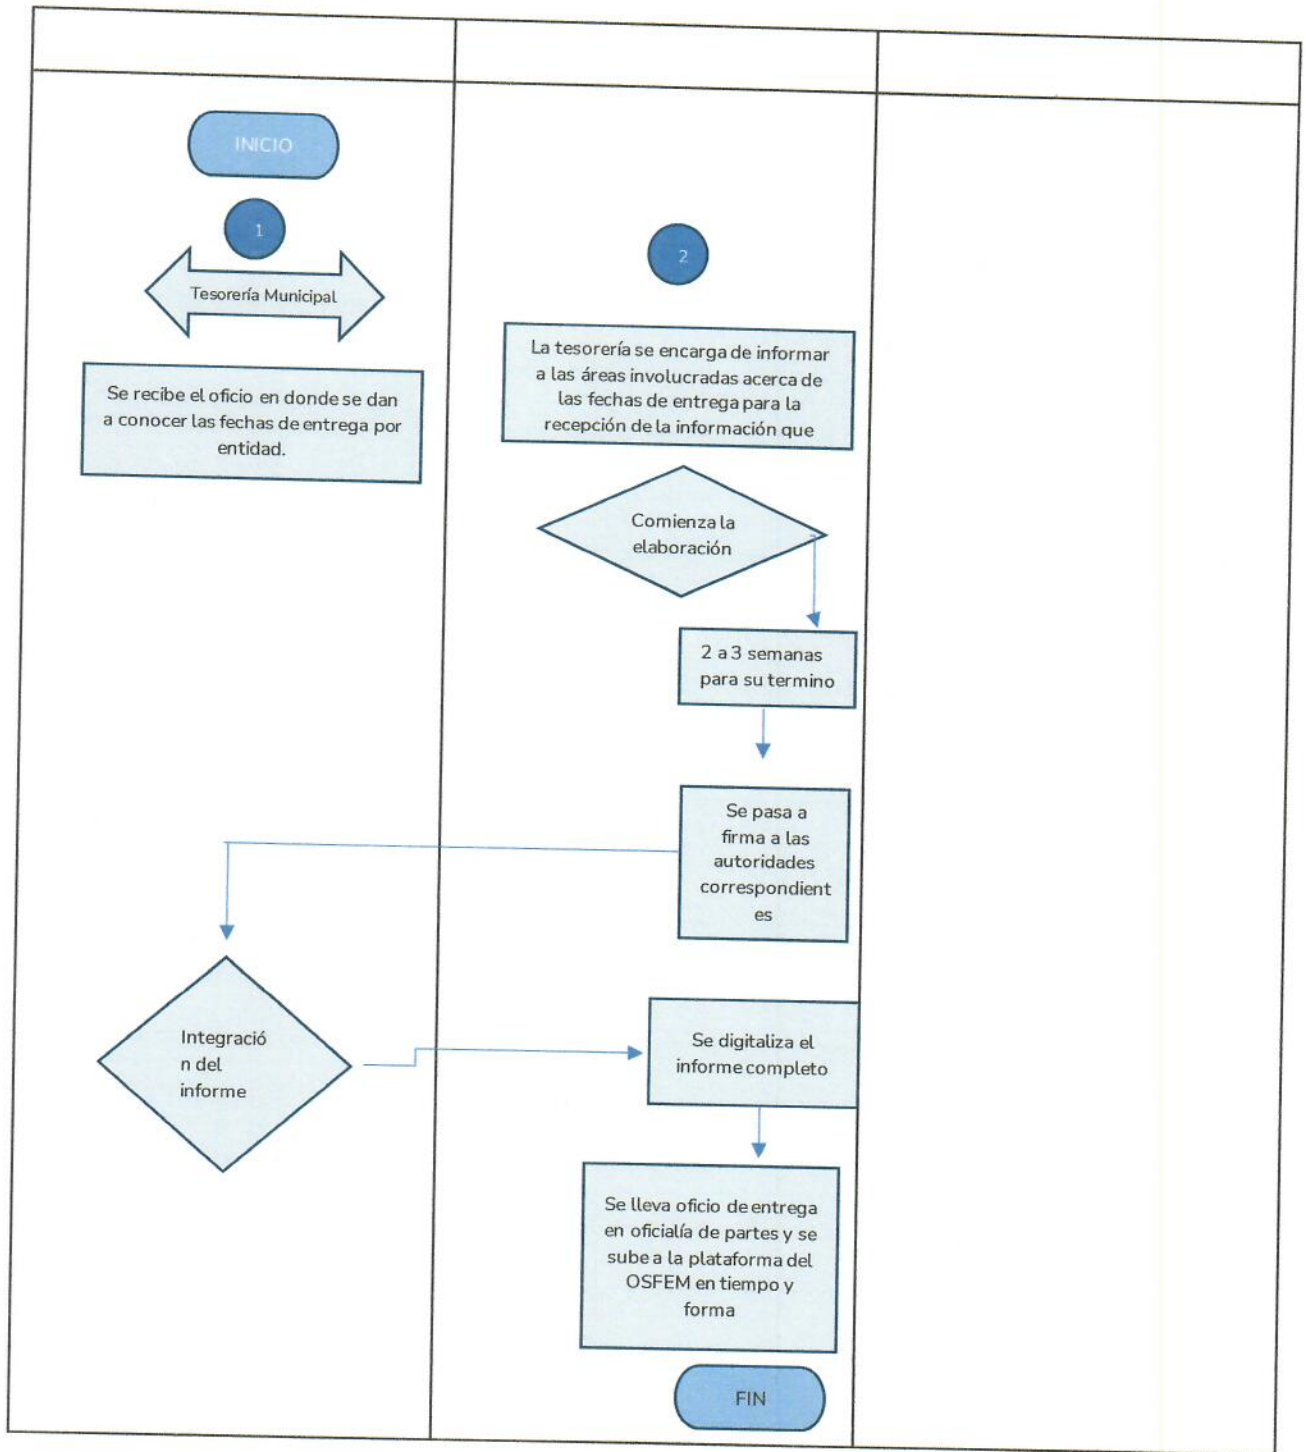 INICIO
1
Tesorería Municipal
Se recibe el oficio en donde se dan
a conocer las fechas de entrega por
entidad.
2
La tesorería se encarga de informar
a las áreas involucradas acerca de
las fechas de entrega para la
recepción de la información que
Comienza la
elaboración
2 a 3 semanas
para su termino
Se pasa a
firma a las
autoridades
correspondient
es
Integració
n del
informe
Se digitaliza el
informe completo
Se lleva oficio de entrega
en oficialía de partes y se
sube a la plataforma del
OSFEM en tiempo y
forma
FIN